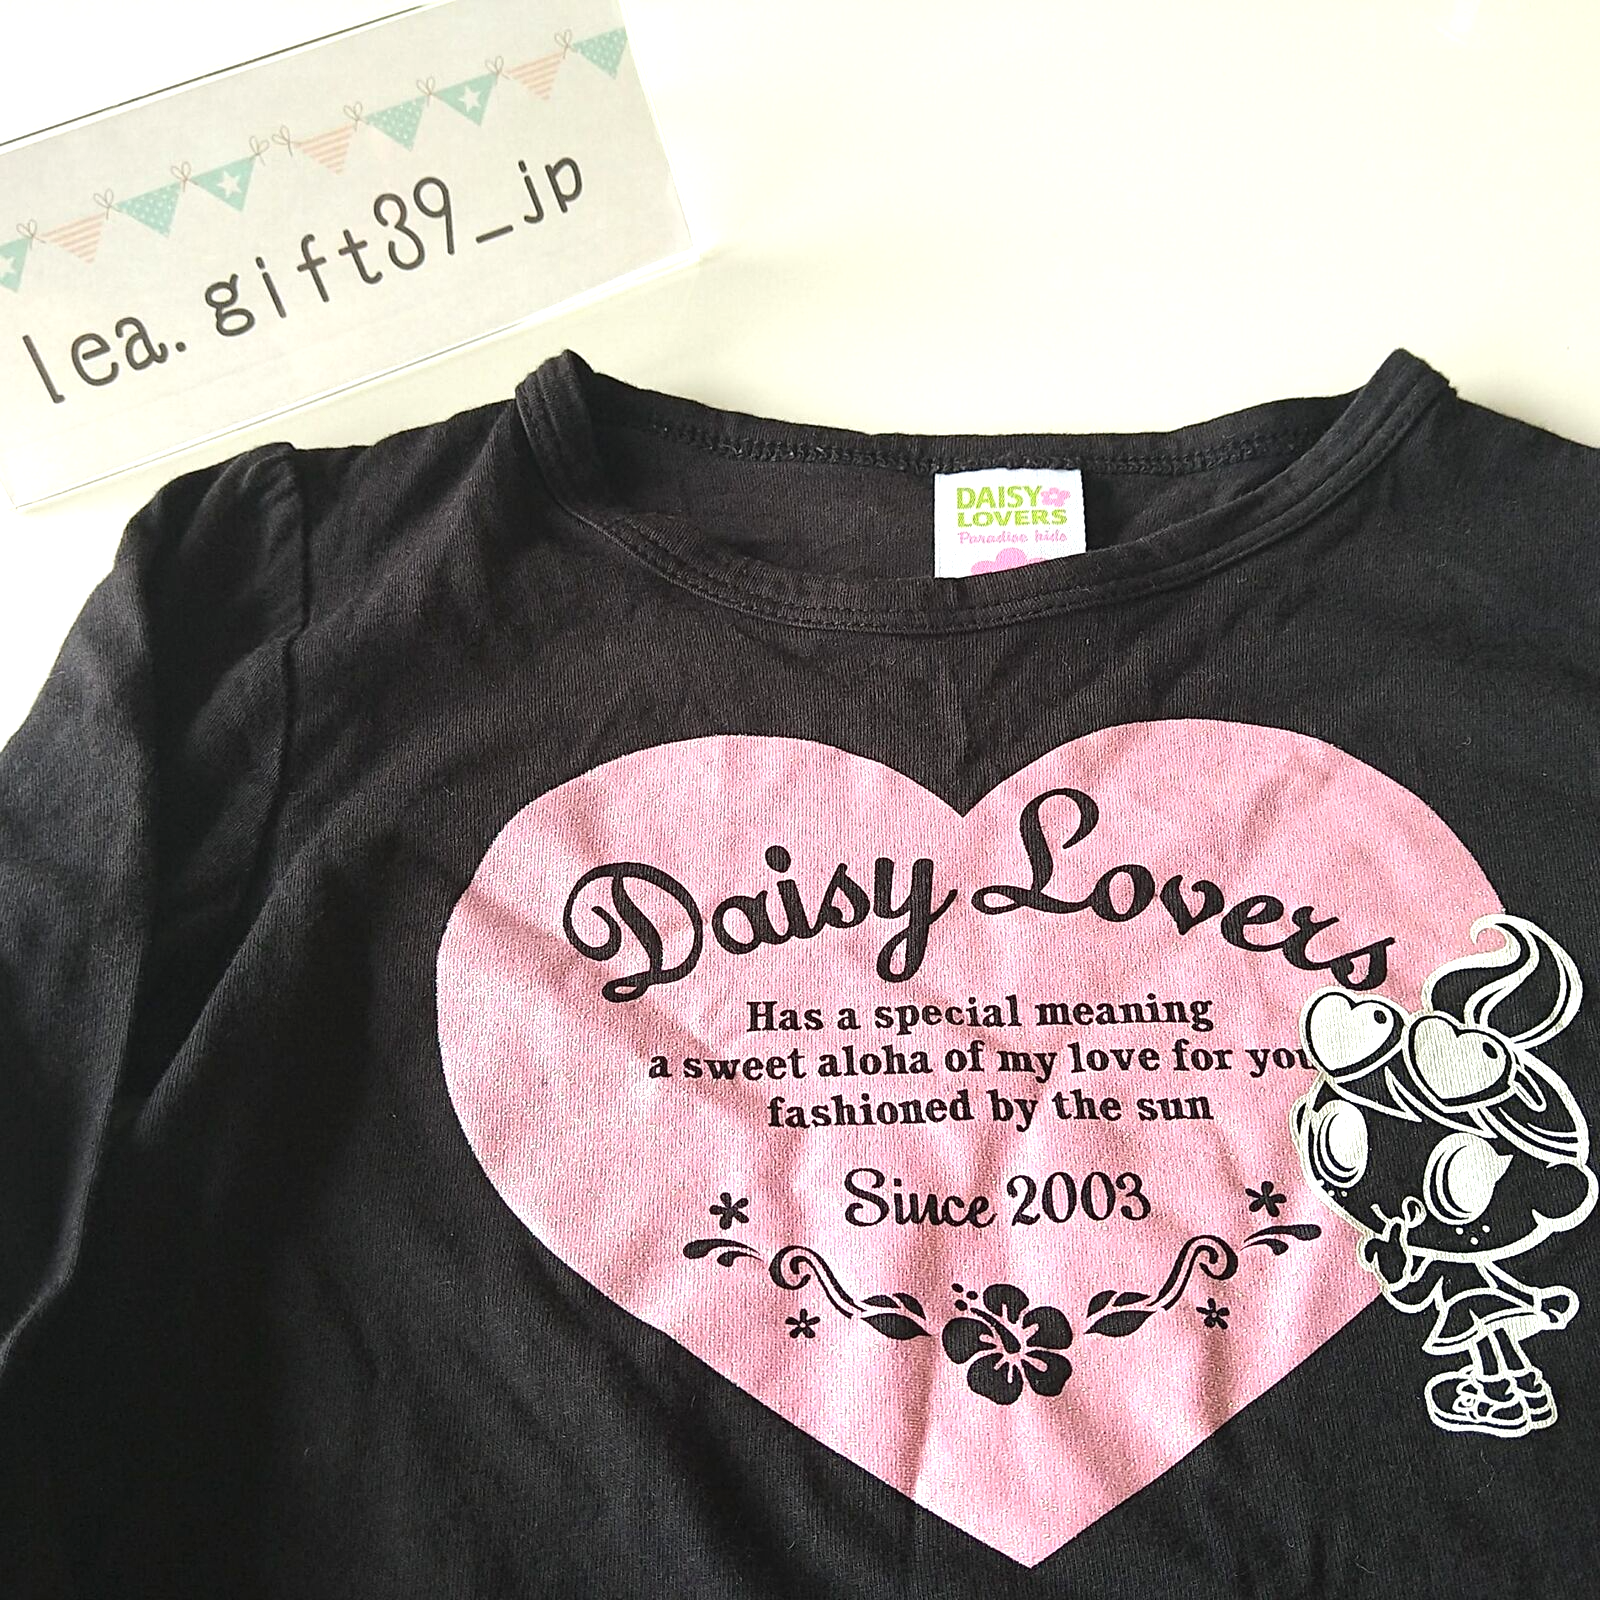 lea.gift39_jp
DAISY
LOVERS
Paradise kids
Daisy Lovers
Has a special meaning
a sweet aloha of my love for you
fashioned by the sun
Since 2003